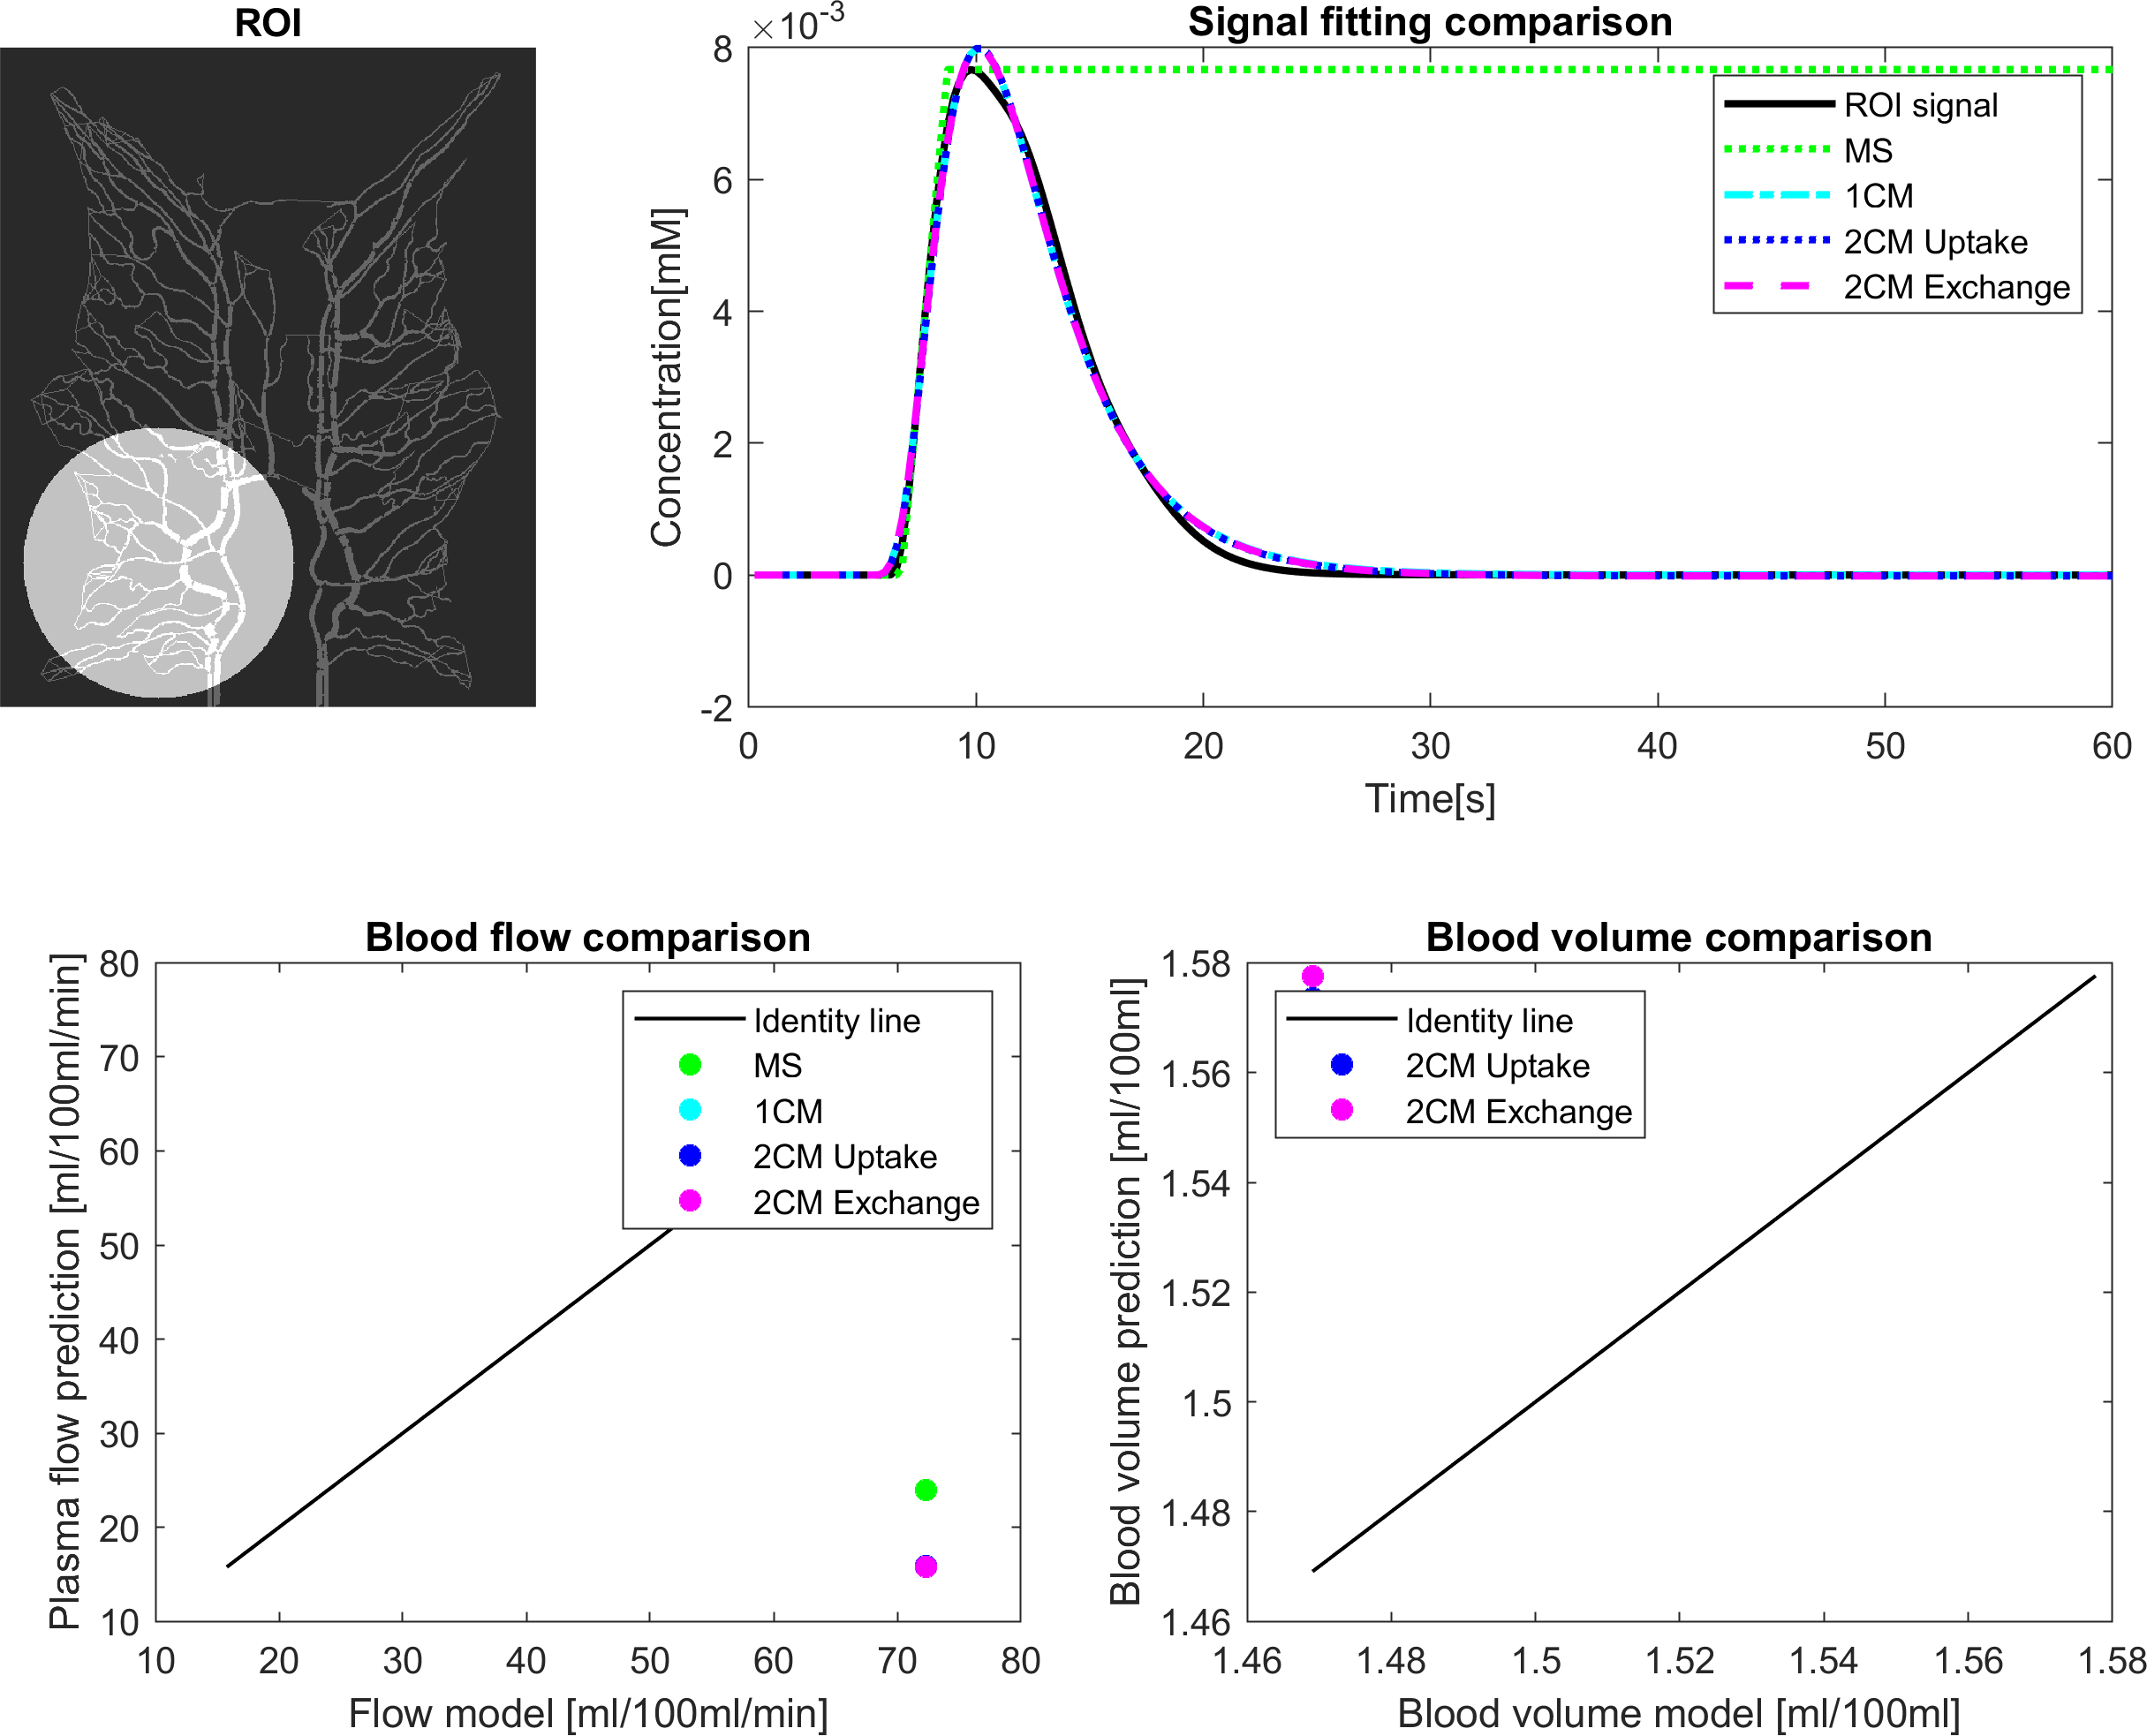 ROI
Signal fitting comparison
×10-3
8
6
4
2
0
-2
Concentration[mM]
0 10 20 30 40 50 60
Time[s]
ROI signal
MS
1CM
2CM Uptake
2CM Exchange
Blood flow comparison
Plasma flow prediction [ml/100ml/min]
80
70
60
50
40
30
20
10
10 20 30 40 50 60 70 80
Flow model [ml/100ml/min]
Identity line
MS
1CM
2CM Uptake
2CM Exchange
Blood volume comparison
Blood volume prediction [ml/100ml]
1.58
1.56
1.54
1.52
1.5
1.48
1.46
1.46 1.48 1.5 1.52 1.54 1.56 1.58
Blood volume model [ml/100ml]
Identity line
2CM Uptake
2CM Exchange